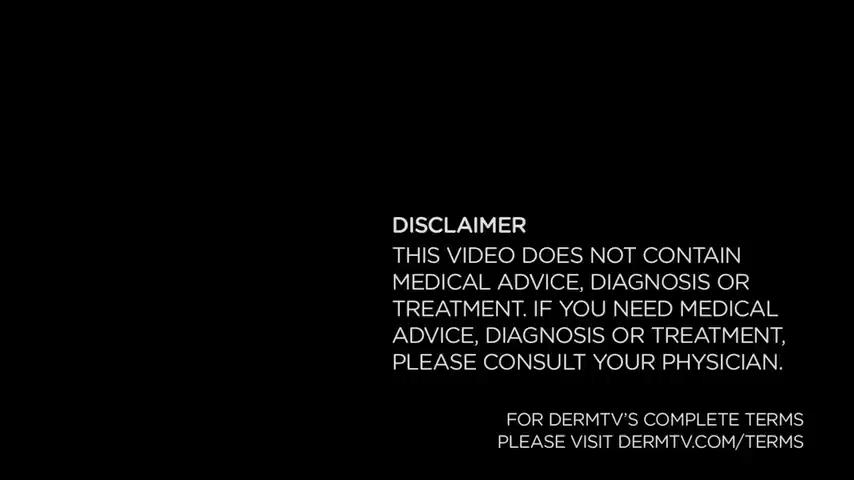 DISCLAIMER
THIS VIDEO DOES NOT CONTAIN
MEDICAL ADVICE, DIAGNOSIS OR
TREATMENT. IF YOU NEED MEDICAL
ADVICE, DIAGNOSIS OR TREATMENT,
PLEASE CONSULT YOUR PHYSICIAN.
FOR DERMTV'S COMPLETE TERMS
PLEASE VISIT DERMTV.COM/TERMS